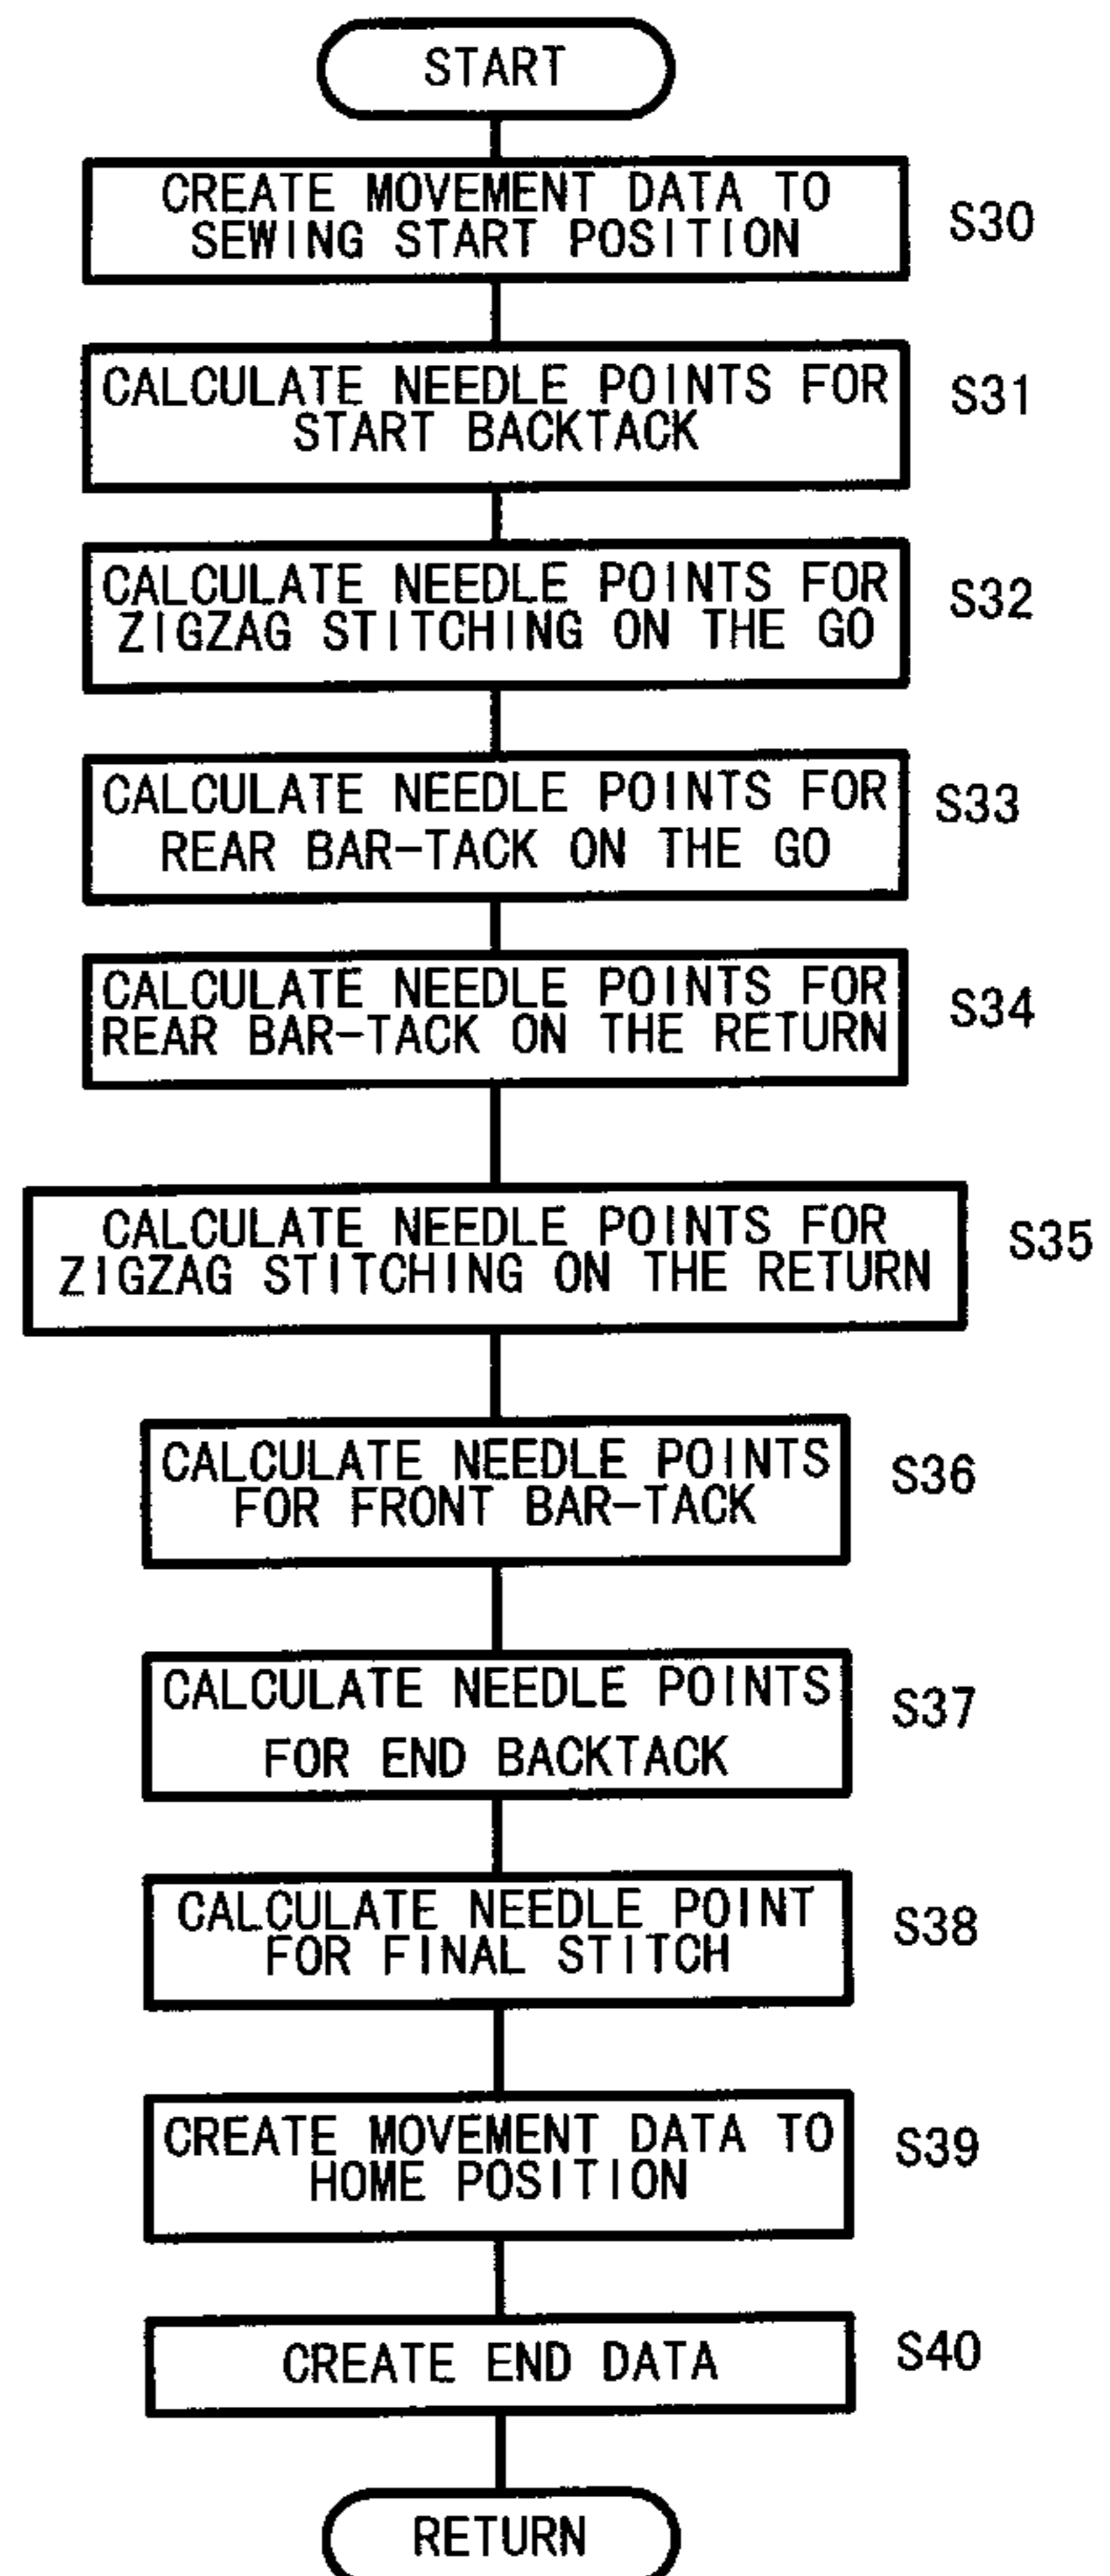 START
CREATE MOVEMENT DATA TO
SEWING START POSITION
S30
CALCULATE NEEDLE POINTS FOR
START BACKTACK
S31
CALCULATE NEEDLE POINTS FOR
ZIGZAG STITCHING ON THE GO
S32
CALCULATE NEEDLE POINTS FOR
REAR BAR-TACK ON THE GO
S33
CALCULATE NEEDLE POINTS FOR
REAR BAR-TACK ON THE RETURN
S34
CALCULATE NEEDLE POINTS FOR
ZIGZAG STITCHING ON THE RETURN
S35
CALCULATE NEEDLE POINTS
FOR FRONT BAR-TACK
S36
CALCULATE NEEDLE POINTS
FOR END BACKTACK
S37
CALCULATE NEEDLE POINT
FOR FINAL STITCH
S38
CREATE MOVEMENT DATA TO
HOME POSITION
S39
CREATE END DATA
S40
RETURN